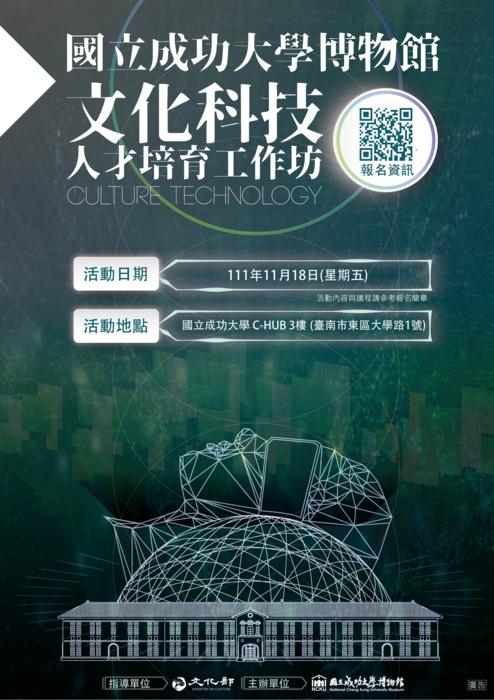 國立成功大學博物館
文化科技
人才培育工作坊
CULTURE TECHNOLOGY
報名資訊
活動日期
111年11月18日(星期五)
活動內容與議程請參考報名簡章
活動地點
國立成功大學 C-HUB 3樓 (臺南市東區大學路1號)
指導單位 文化部 MINISTRY OF CULTURE 主辦單位 NCKU 國立成功大學博物館 National Cheng Kung University Museum
廣告